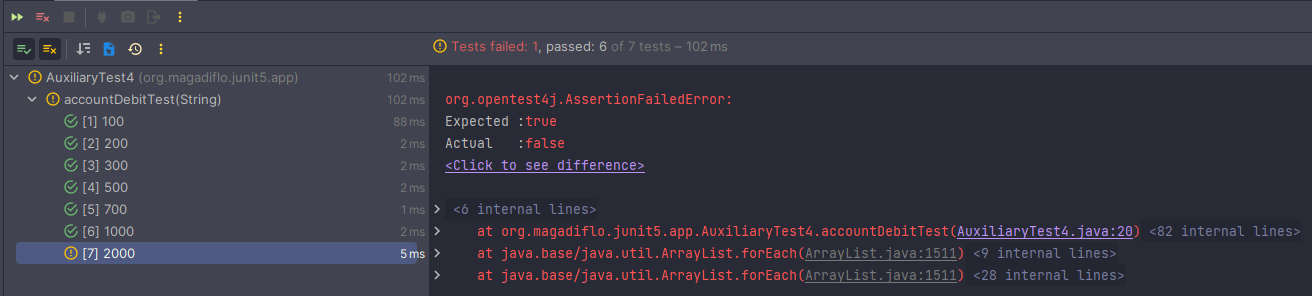 Tests failed: 1, passed: 6 of 7 tests – 102 ms
AuxiliaryTest4 (org.magadiflo.junit5.app) 102 ms
accountDebitTest(String) 102 ms
[1] 100 88 ms
[2] 200 2 ms
[3] 300 2 ms
[4] 500 2 ms
[5] 700 1 ms
[6] 1000 2 ms
[7] 2000 5 ms
org.opentest4j.AssertionFailedError:
Expected :true
Actual :false
<Click to see difference>
<6 internal lines>
at org.magadiflo.junit5.app.AuxiliaryTest4.accountDebitTest(AuxiliaryTest4.java:20) <82 internal lines>
at java.base/java.util.ArrayList.forEach(ArrayList.java:1511) <9 internal lines>
at java.base/java.util.ArrayList.forEach(ArrayList.java:1511) <28 internal lines>